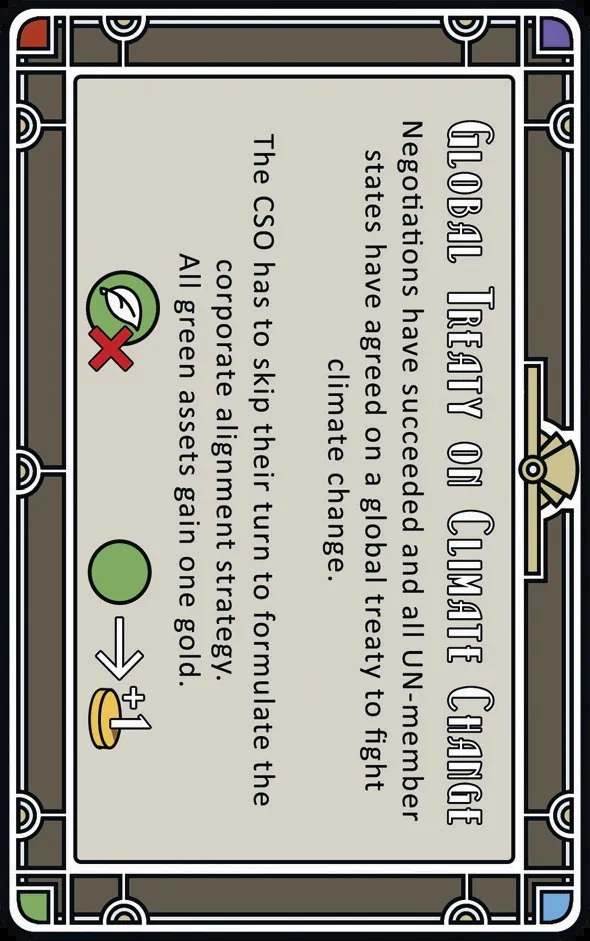 Global Treaty on Climate Change
Negotiations have succeeded and all UN-member
states have agreed on a global treaty to fight
climate change.
The CSO has to skip their turn to formulate the
corporate alignment strategy.
All green assets gain one gold.
+1